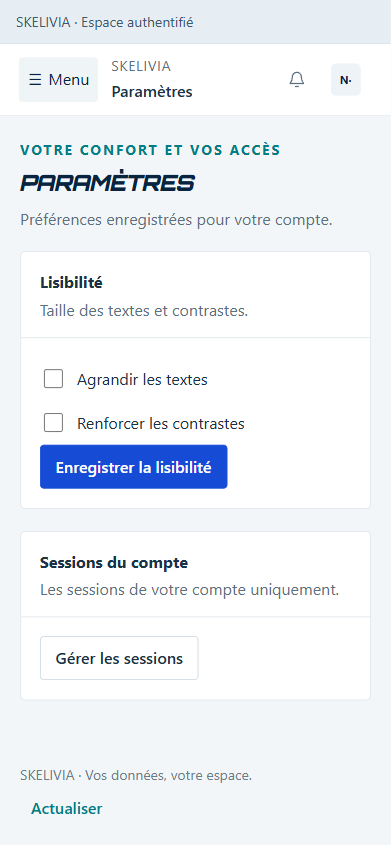 SKELIVIA · Espace authentifié
☰ Menu
SKELIVIA
Paramètres
N·
VOTRE CONFORT ET VOS ACCÈS
PARAMÈTRES
Préférences enregistrées pour votre compte.
Lisibilité
Taille des textes et contrastes.
Agrandir les textes
Renforcer les contrastes
Enregistrer la lisibilité
Sessions du compte
Les sessions de votre compte uniquement.
Gérer les sessions
SKELIVIA · Vos données, votre espace.
Actualiser